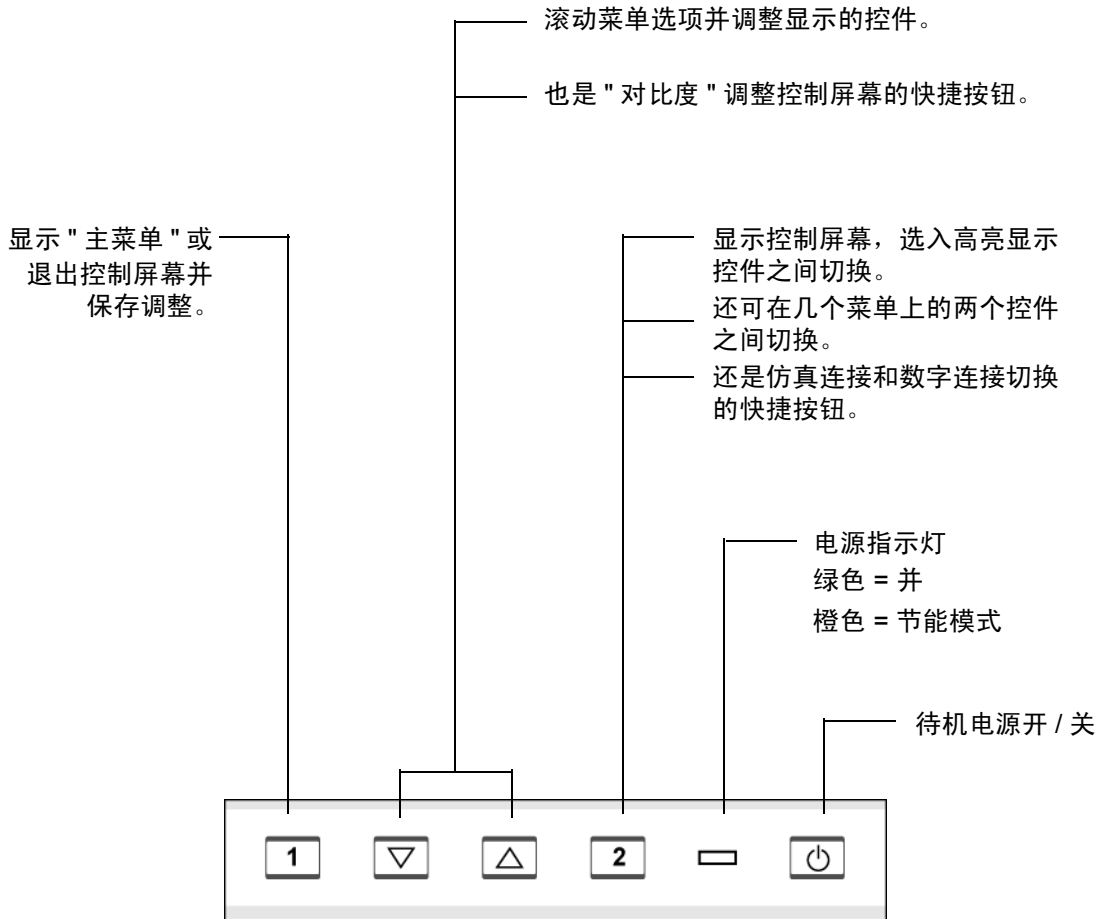 滚动菜单选项并调整显示的控件。
也是 " 对比度 " 调整控制屏幕的快捷按钮。
显示 " 主菜单 " 或
退出控制屏幕并
保存调整。
显示控制屏幕，选入高亮显示
控件之间切换。
还可在几个菜单上的两个控件
之间切换。
还是仿真连接和数字连接切换
的快捷按钮。
电源指示灯
绿色 = 并
橙色 = 节能模式
待机电源开 / 关
1
2